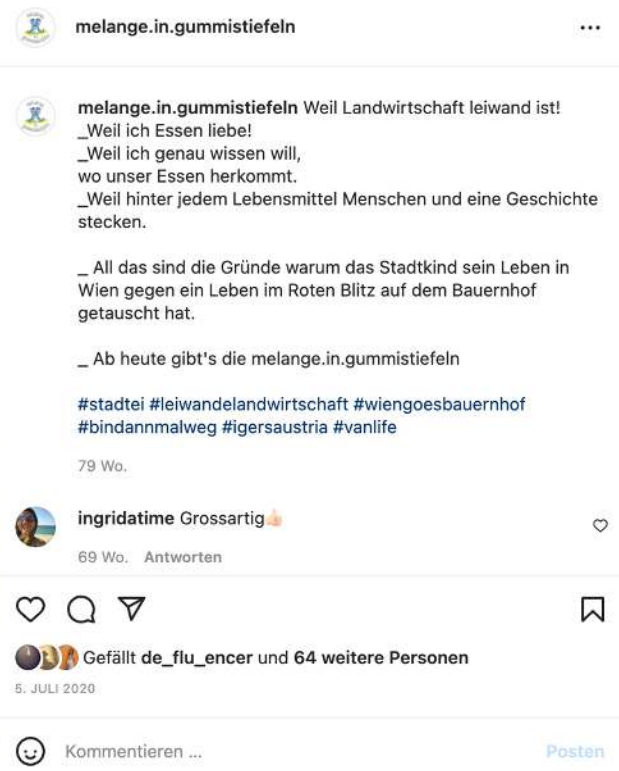 melange.in.gummistiefeln
melange.in.gummistiefeln Weil Landwirtschaft leiwand ist!
_Weil ich Essen liebe!
_Weil ich genau wissen will,
wo unser Essen herkommt.
_Weil hinter jedem Lebensmittel Menschen und eine Geschichte
stecken.
_ All das sind die Gründe warum das Stadtkind sein Leben in
Wien gegen ein Leben im Roten Blitz auf dem Bauernhof
getauscht hat.
_ Ab heute gibt's die melange.in.gummistiefeln
#stadtei #leiwandelandwirtschaft #wiengoesbauernhof
#bindannmalweg #igersaustria #vanlife
79 Wo.
ingridatime Grossartig👍🏻
69 Wo. Antworten
Gefällt de_flu_encer und 64 weitere Personen
5. JULI 2020
Kommentieren ... Posten